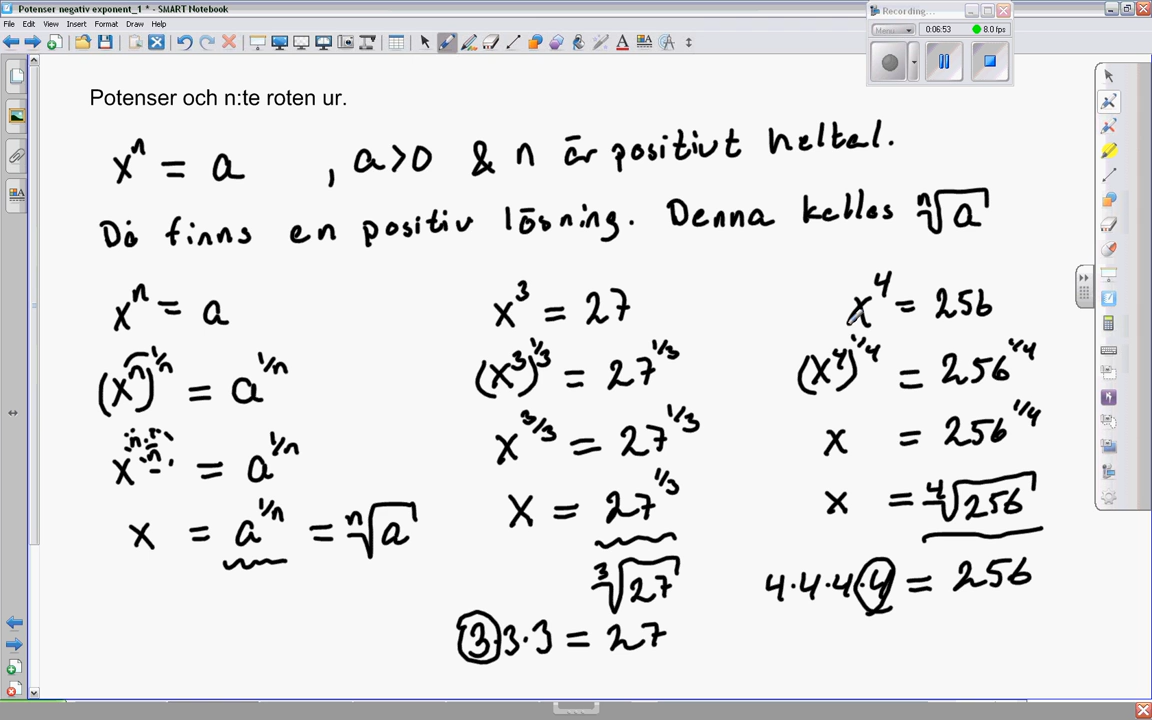 Potenser negativ exponent_1 * - SMART Notebook
File Edit View Insert Format Tools Draw Help
Recording...
Menu 0:06:53 8.0 fps
Potenser och n:te roten ur.
xⁿ = a , a>0 & n är positivt heltal.
Då finns en positiv lösning. Denna kallas ⁿ√a
xⁿ = a
(xⁿ)^1/n = a^1/n
x^n·1/n = a^1/n
x = a^1/n = ⁿ√a
x³ = 27
(x³)^1/3 = 27^1/3
x^3/3 = 27^1/3
x = 27^1/3
³√27
3·3·3 = 27
x⁴ = 256
(x⁴)^1/4 = 256^1/4
x = 256^1/4
x = ⁴√256
4·4·4·4 = 256